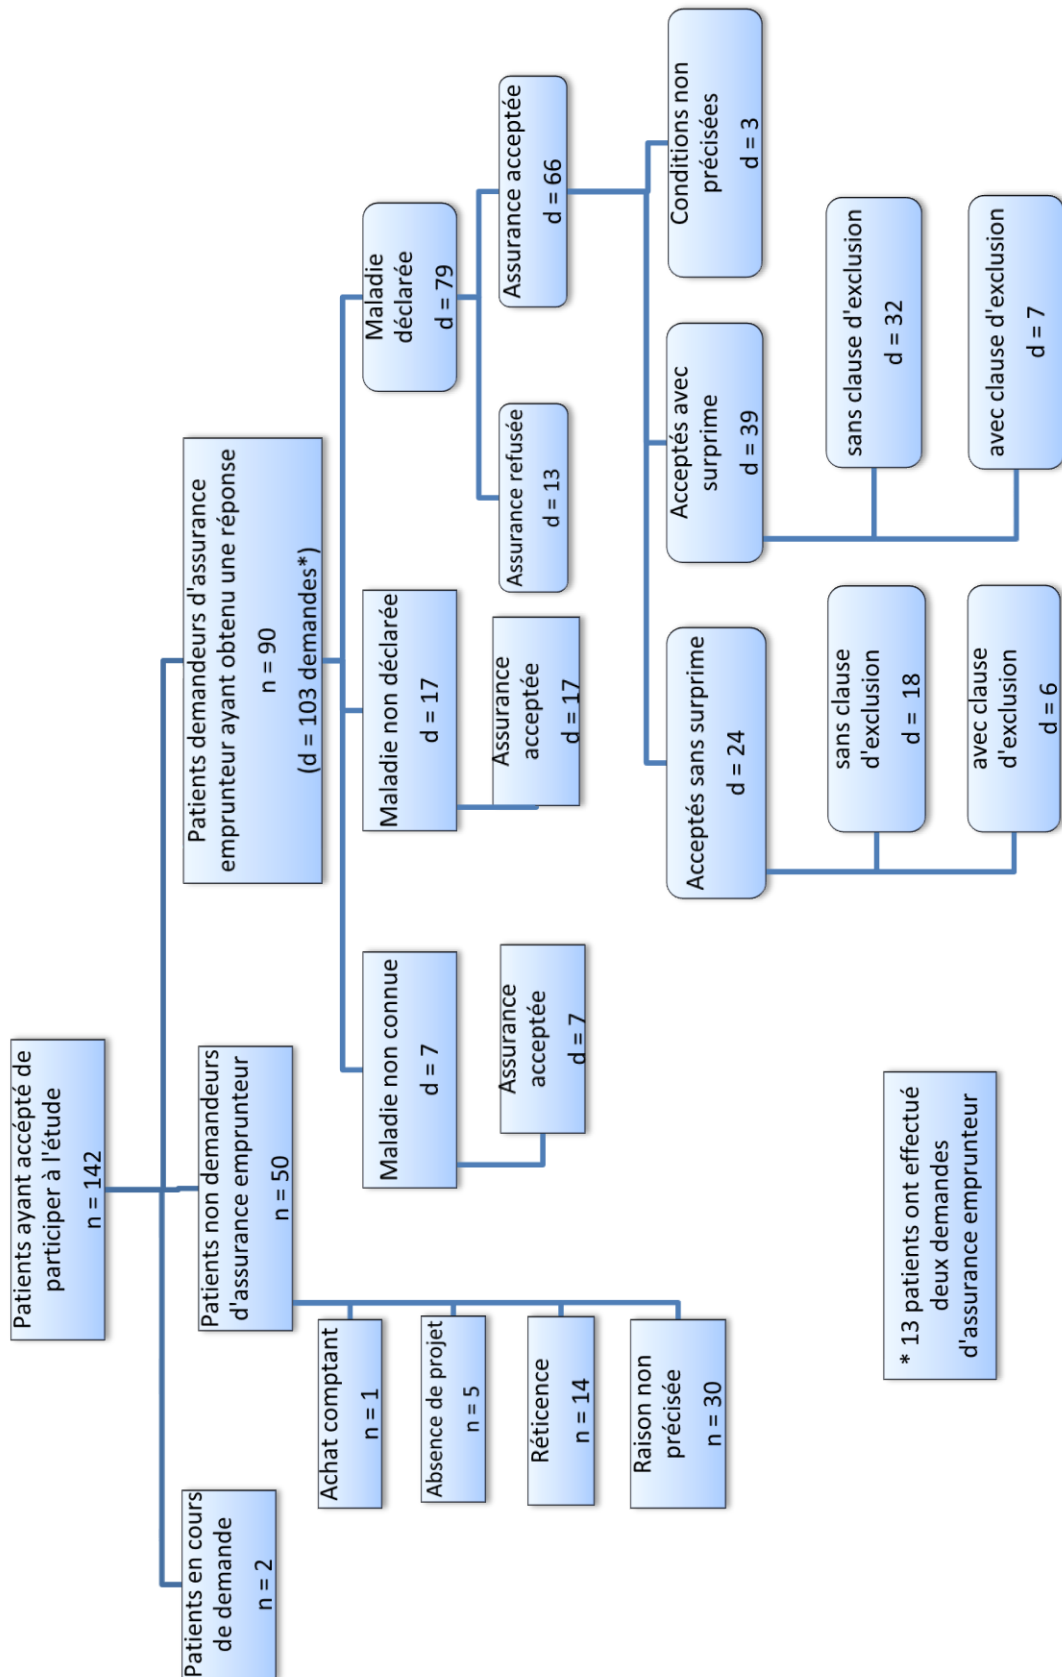 Patients ayant accépté de
participer à l'étude
n = 142
Patients en cours
de demande
n = 2
Patients non demandeurs
d'assurance emprunteur
n = 50
Patients demandeurs d'assurance
emprunteur ayant obtenu une réponse
n = 90
(d = 103 demandes*)
Achat comptant
n = 1
Absence de projet
n = 5
Réticence
n = 14
Raison non
précisée
n = 30
Maladie non connue
d = 7
Assurance
acceptée
d = 7
Maladie non déclarée
d = 17
Assurance
acceptée
d = 17
Maladie
déclarée
d = 79
Assurance refusée
d = 13
Assurance acceptée
d = 66
Acceptés sans surprime
d = 24
Acceptés avec
surprime
d = 39
Conditions non
précisées
d = 3
sans clause
d'exclusion
d = 18
avec clause
d'exclusion
d = 6
sans clause d'exclusion
d = 32
avec clause d'exclusion
d = 7
* 13 patients ont effectué
deux demandes
d'assurance emprunteur